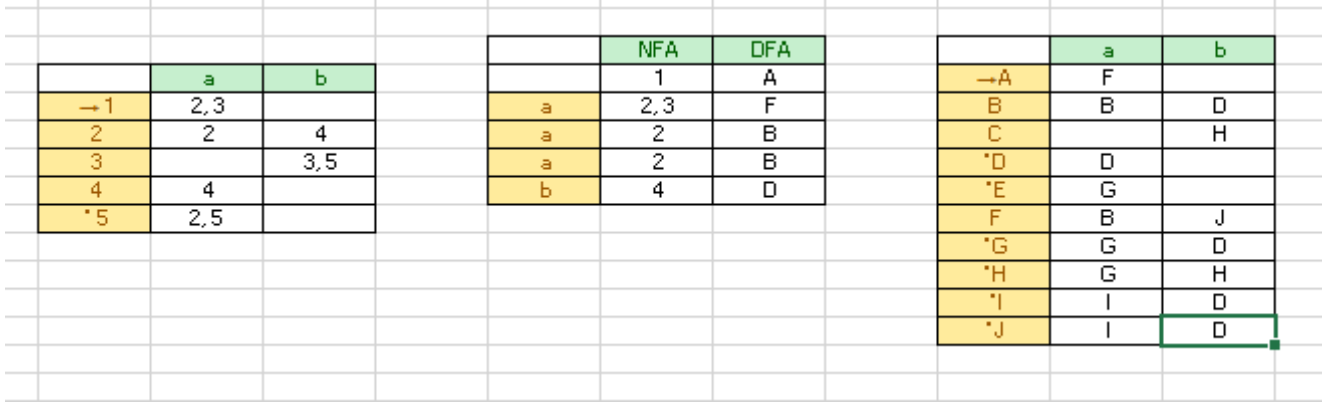 a b
→1 2,3
2 2 4
3 3,5
4 4
*5 2,5
NFA DFA
1 A
a 2,3 F
a 2 B
a 2 B
b 4 D
a b
→A F
B B D
C H
*D D
*E G
F B J
*G G D
*H G H
*I I D
*J I D